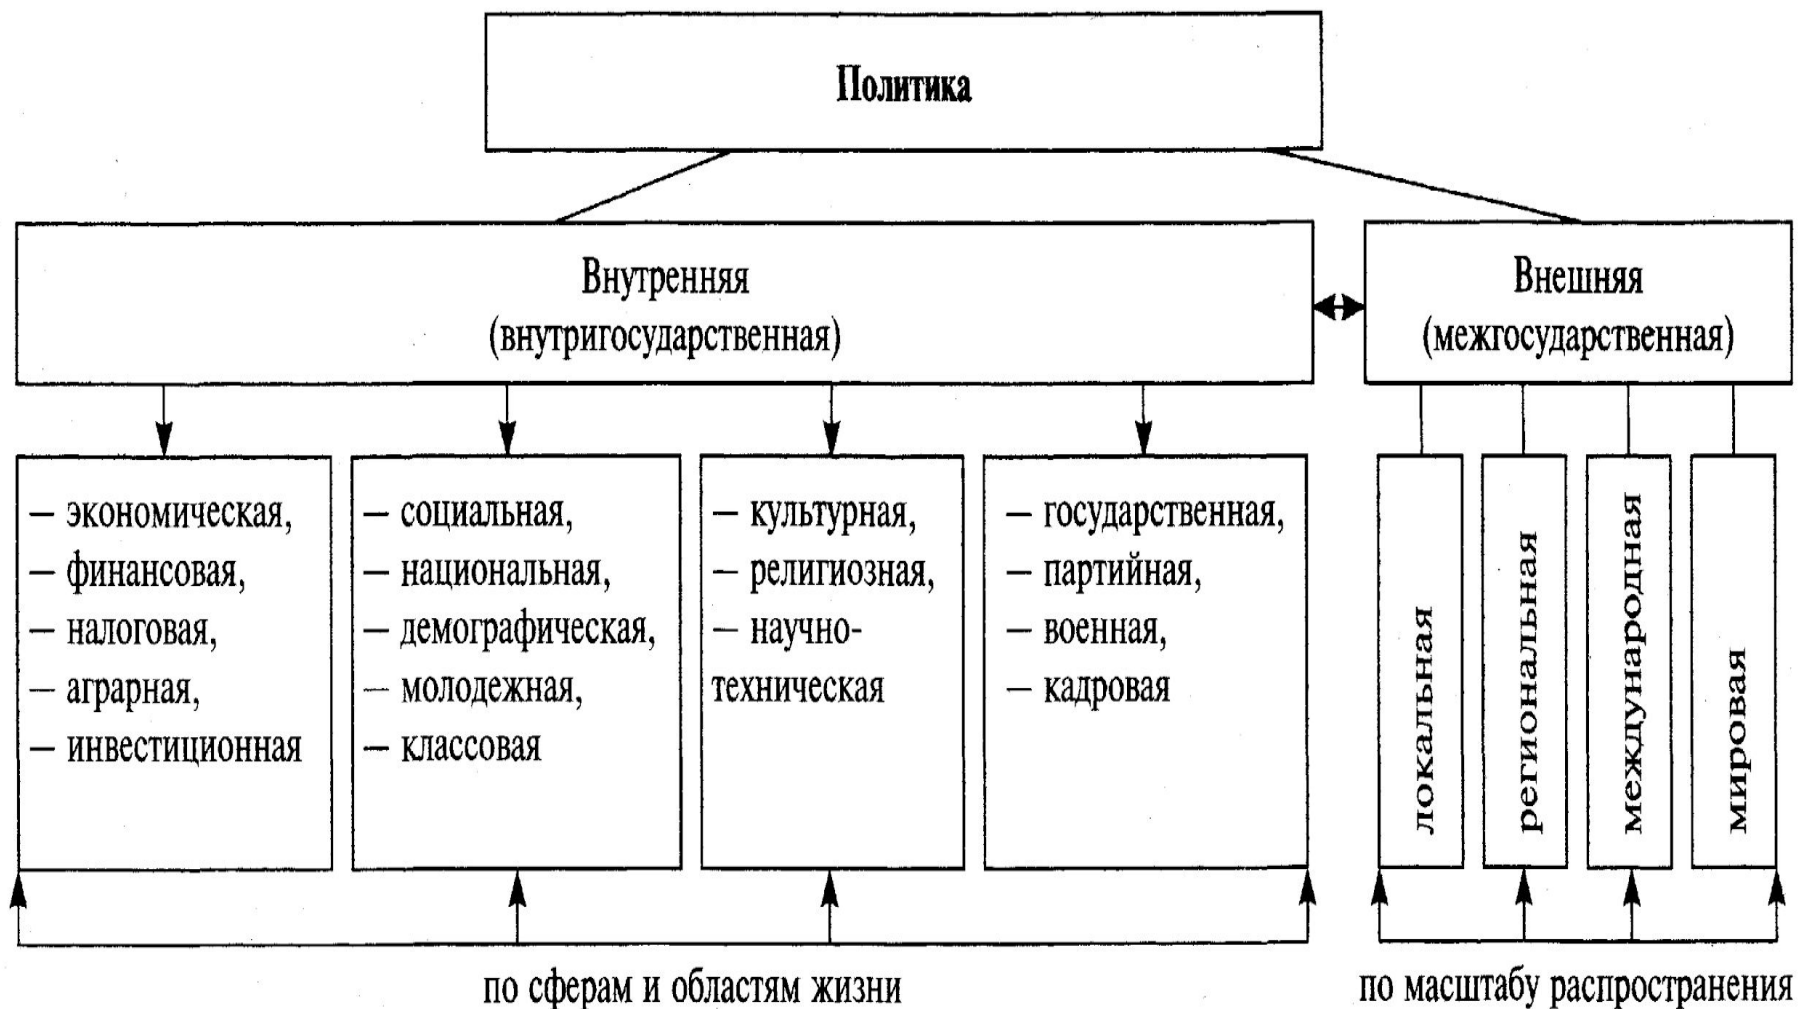 Политика
Внутренняя
(внутригосударственная)
Внешняя
(межгосударственная)
– экономическая,
– финансовая,
– налоговая,
– аграрная,
– инвестиционная
– социальная,
– национальная,
– демографическая,
– молодежная,
– классовая
– культурная,
– религиозная,
– научно-
техническая
– государственная,
– партийная,
– военная,
– кадровая
локальная
региональная
международная
мировая
по сферам и областям жизни
по масштабу распространения